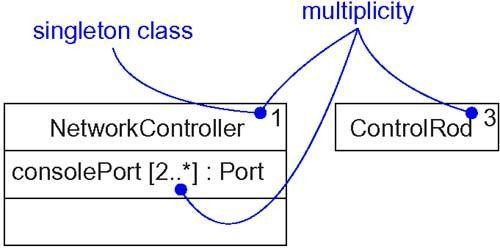 multiplicity
singleton class
NetworkController 1
consolePort [2..*] : Port
ControlRod 3